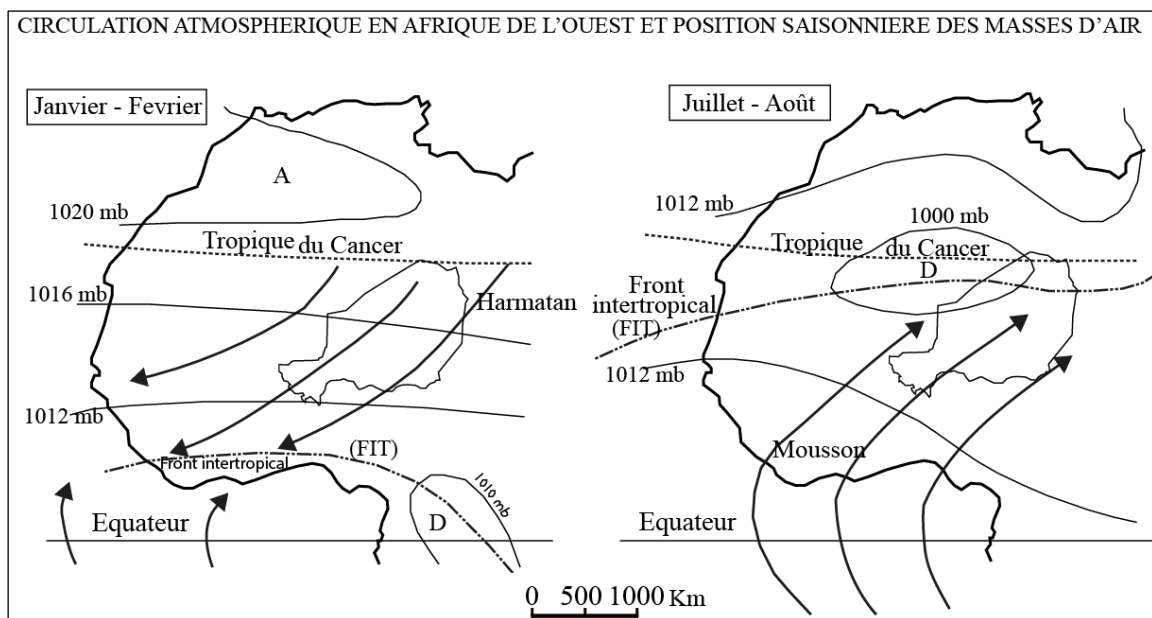 CIRCULATION ATMOSPHERIQUE EN AFRIQUE DE L'OUEST ET POSITION SAISONNIERE DES MASSES D'AIR
Janvier - Fevrier
A
1020 mb
Tropique du Cancer
1016 mb
Harmatan
1012 mb
(FIT)
Front intertropical
1010 mb
D
Equateur
Juillet - Août
1012 mb
1000 mb
Tropique du Cancer
D
Front
intertropical
(FIT)
1012 mb
Mousson
Equateur
0 500 1000 Km